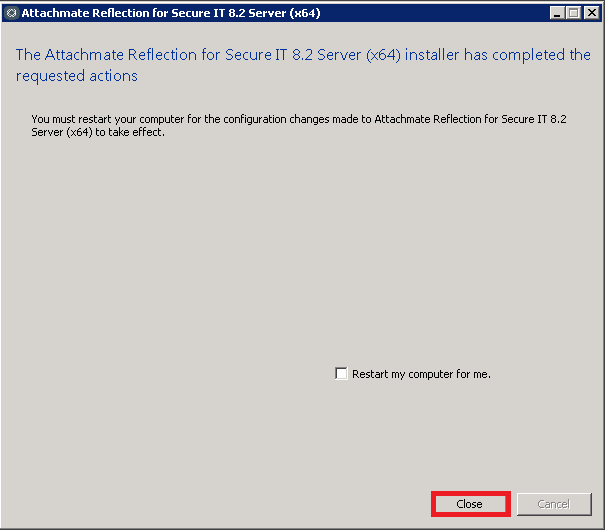 Attachmate Reflection for Secure IT 8.2 Server (x64)
The Attachmate Reflection for Secure IT 8.2 Server (x64) installer has completed the
requested actions
You must restart your computer for the configuration changes made to Attachmate Reflection for Secure IT 8.2
Server (x64) to take effect.
Restart my computer for me.
Close
Cancel